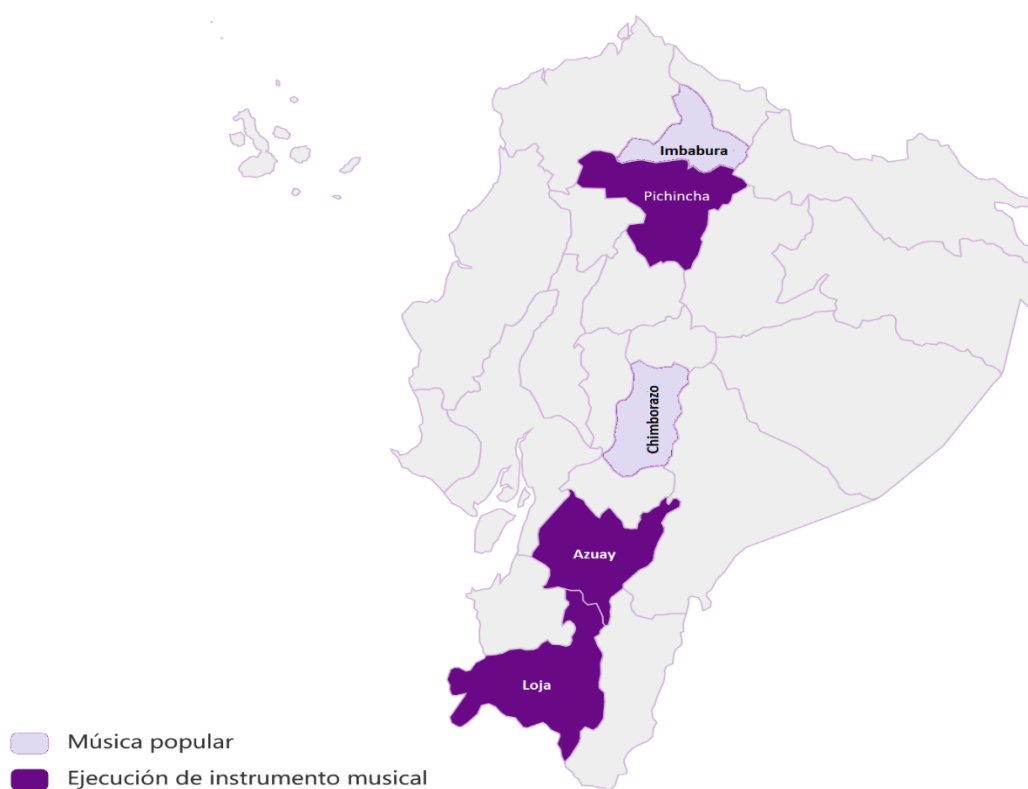 Imbabura
Pichincha
Chimborazo
Azuay
Loja
Música popular
Ejecución de instrumento musical